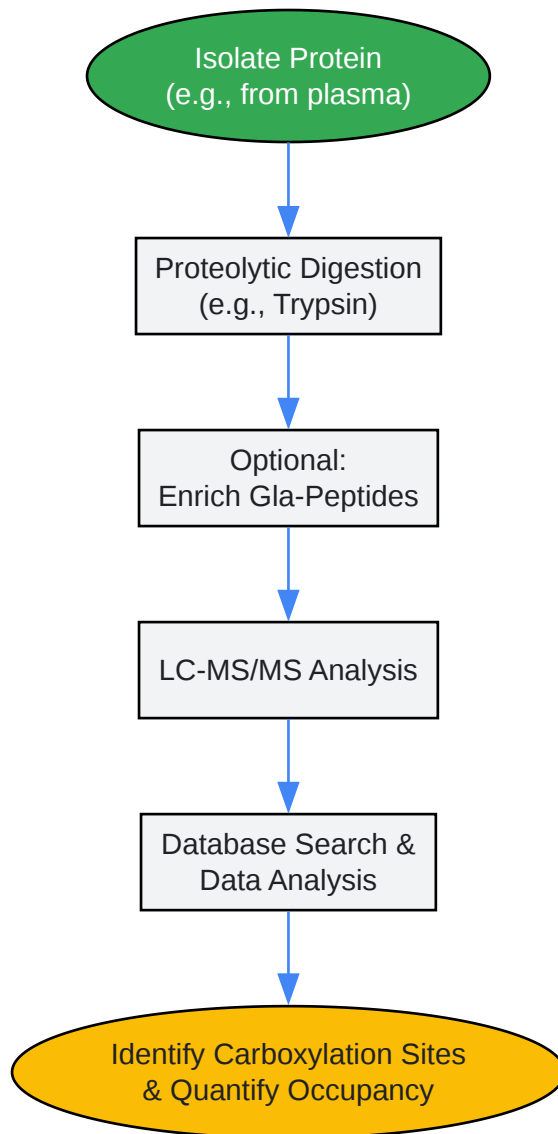 Isolate Protein
(e.g., from plasma)
Proteolytic Digestion
(e.g., Trypsin)
Optional:
Enrich Gla-Peptides
LC-MS/MS Analysis
Database Search &
Data Analysis
Identify Carboxylation Sites
& Quantify Occupancy